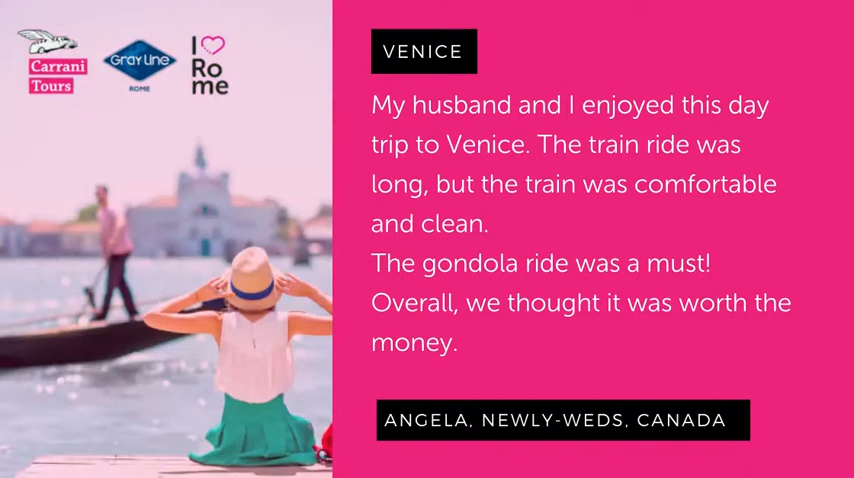 Carrani
Tours
Gray Line
ROME
I
Ro
me
VENICE
My husband and I enjoyed this day
trip to Venice. The train ride was
long, but the train was comfortable
and clean.
The gondola ride was a must!
Overall, we thought it was worth the
money.
ANGELA, NEWLY-WEDS, CANADA